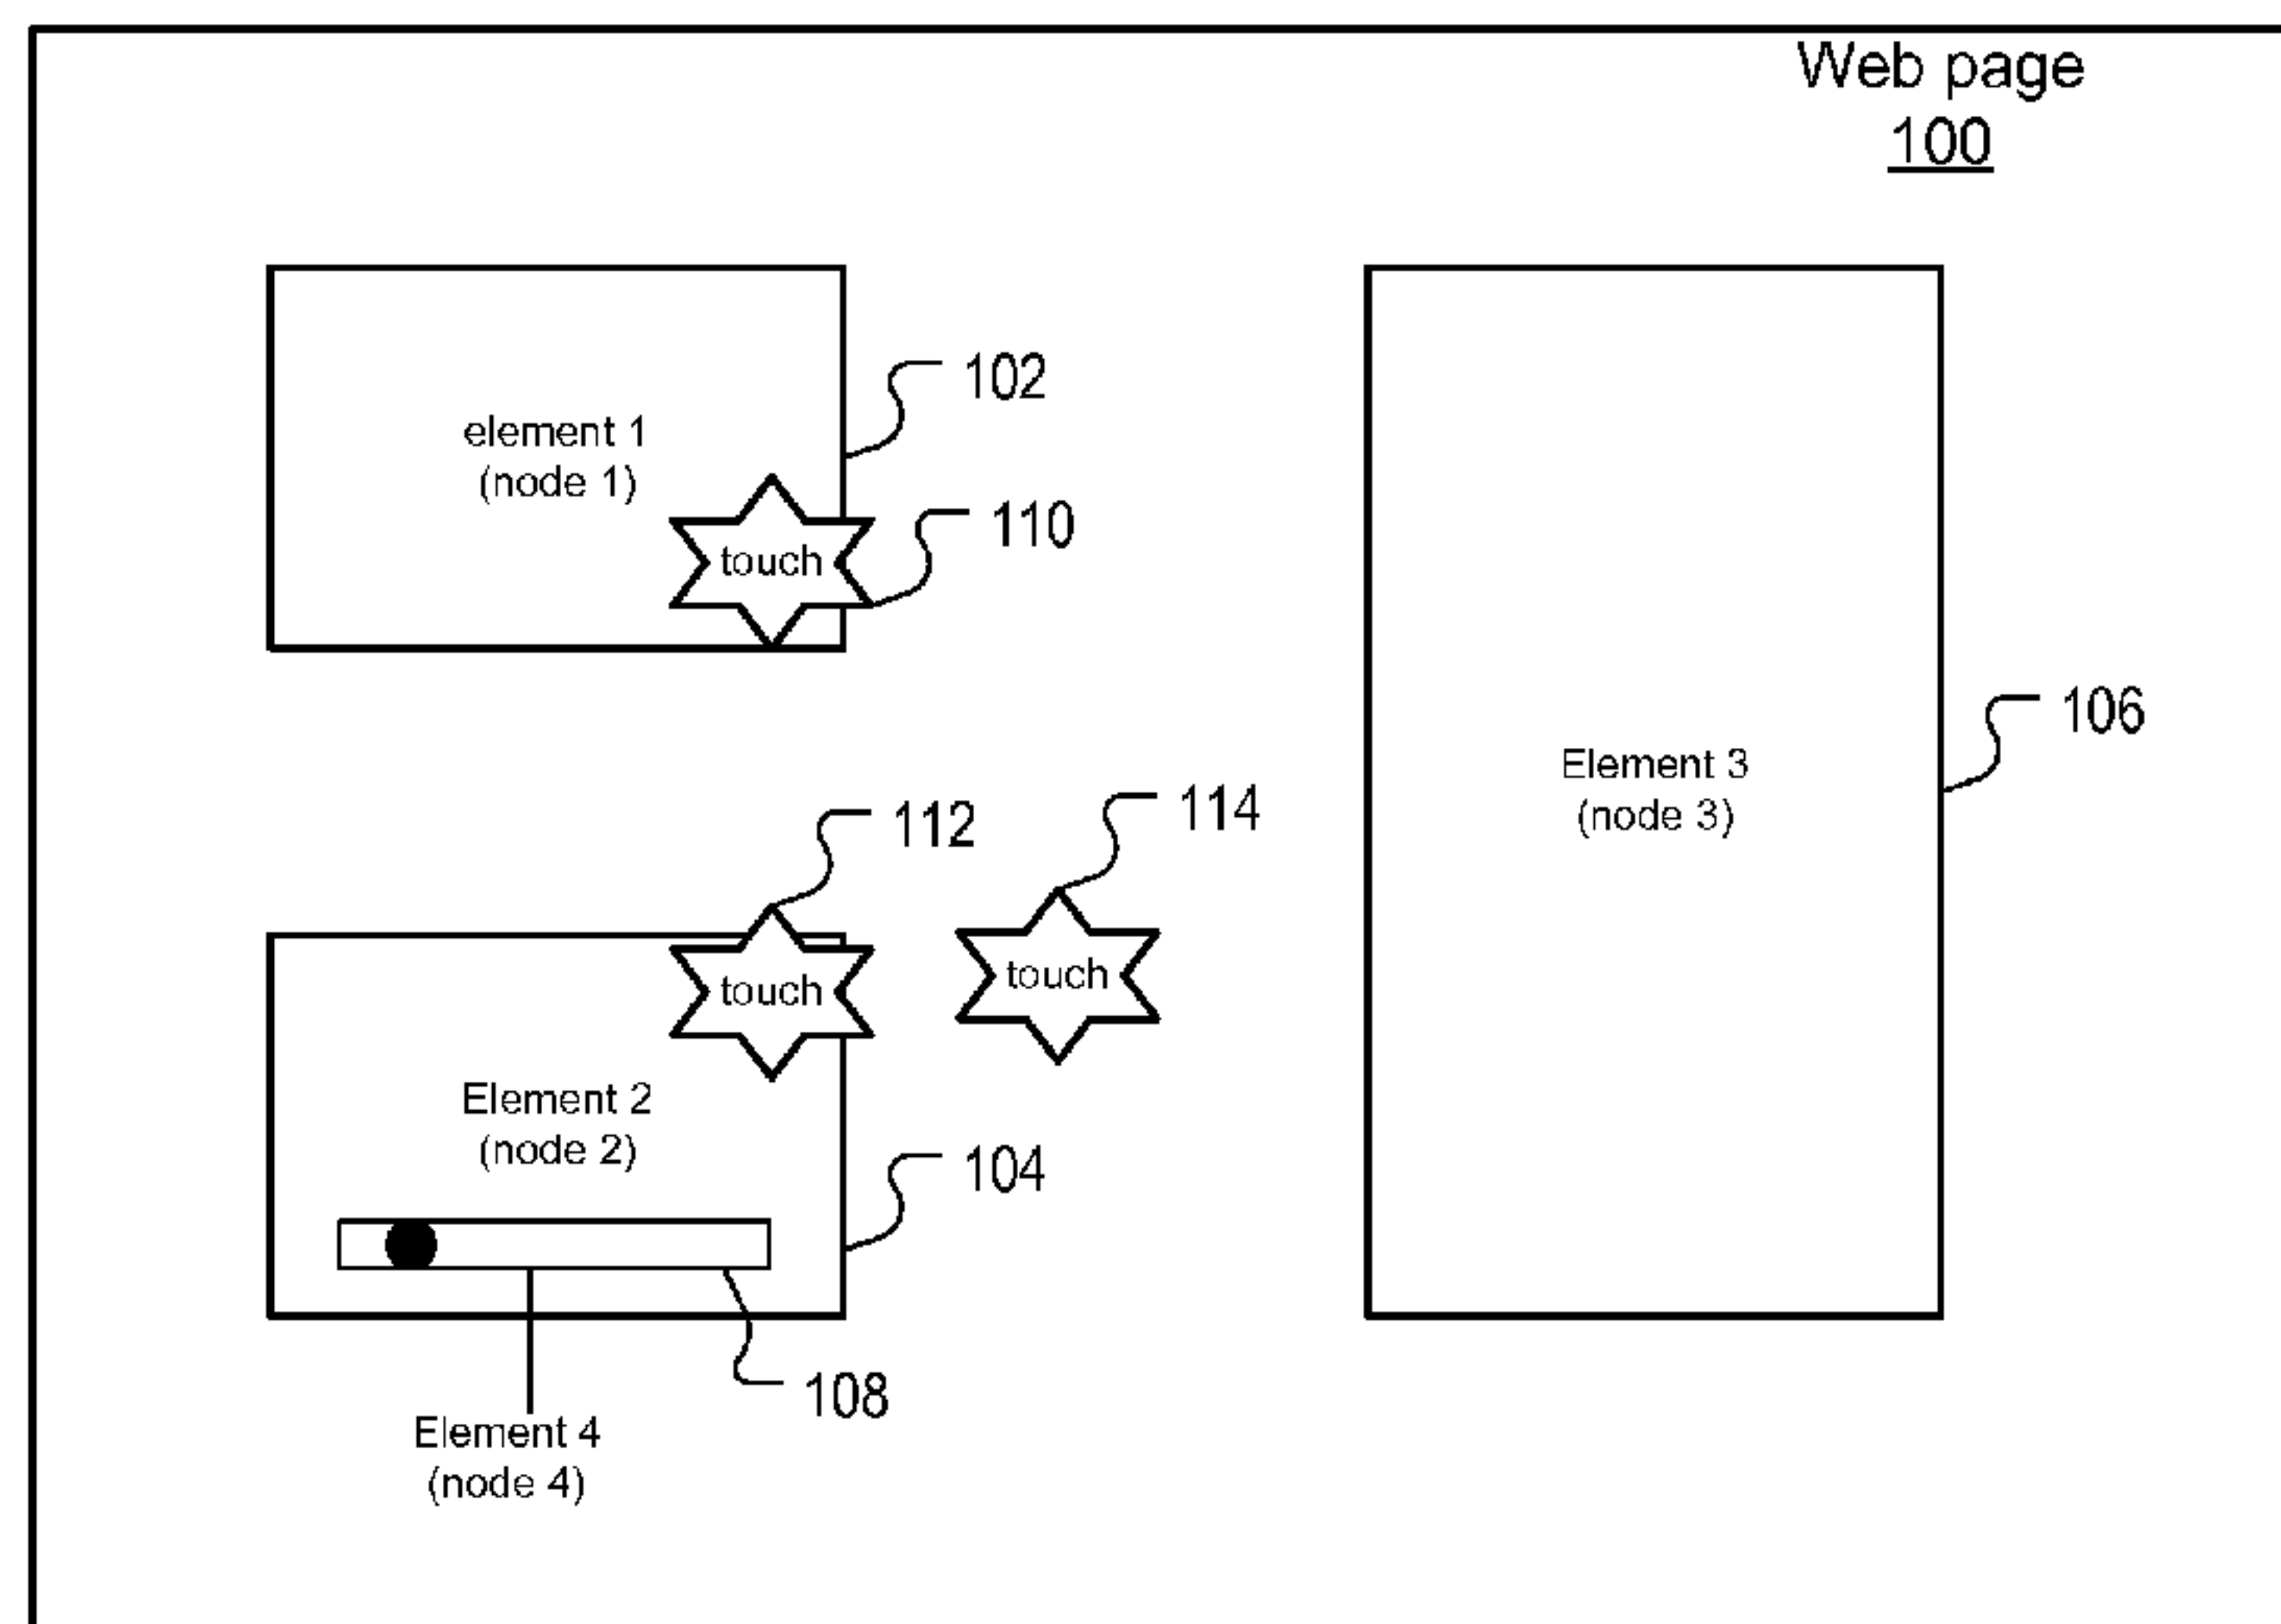 Web page
100
102
element 1
(node 1)
110
touch
106
Element 3
(node 3)
112
114
touch
touch
Element 2
(node 2)
104
108
Element 4
(node 4)